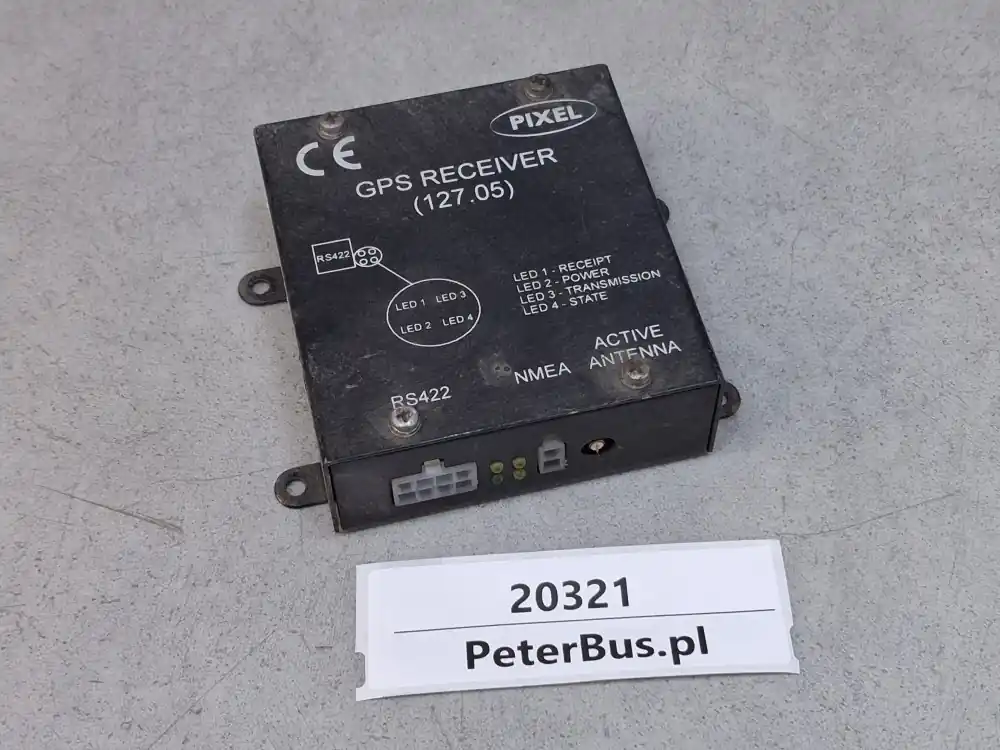 CE
PIXEL
GPS RECEIVER
(127.05)
RS422
LED 1 LED 3
LED 2 LED 4
LED 1 - RECEIPT
LED 2 - POWER
LED 3 - TRANSMISSION
LED 4 - STATE
RS422
NMEA
ACTIVE
ANTENNA
20321
PeterBus.pl